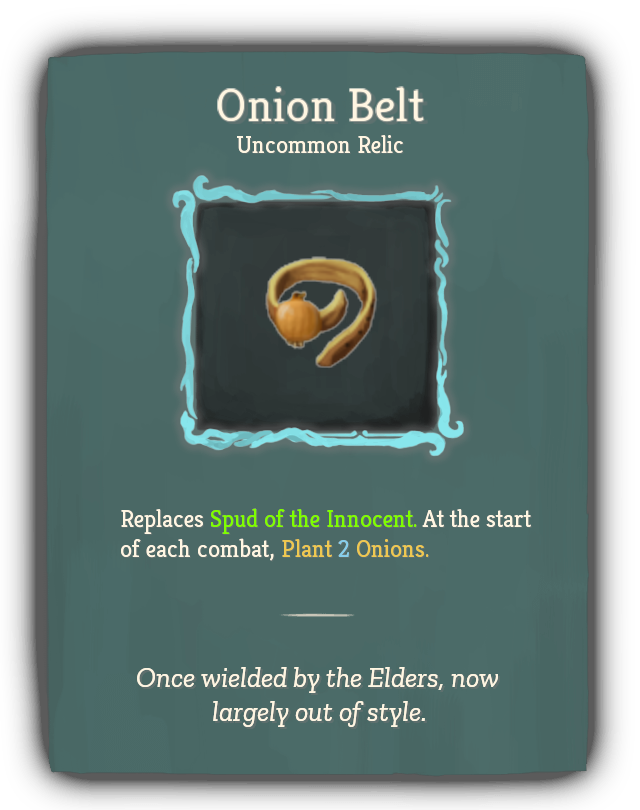 Onion Belt
Uncommon Relic
Replaces Spud of the Innocent. At the start
of each combat, Plant 2 Onions.
Once wielded by the Elders, now
largely out of style.